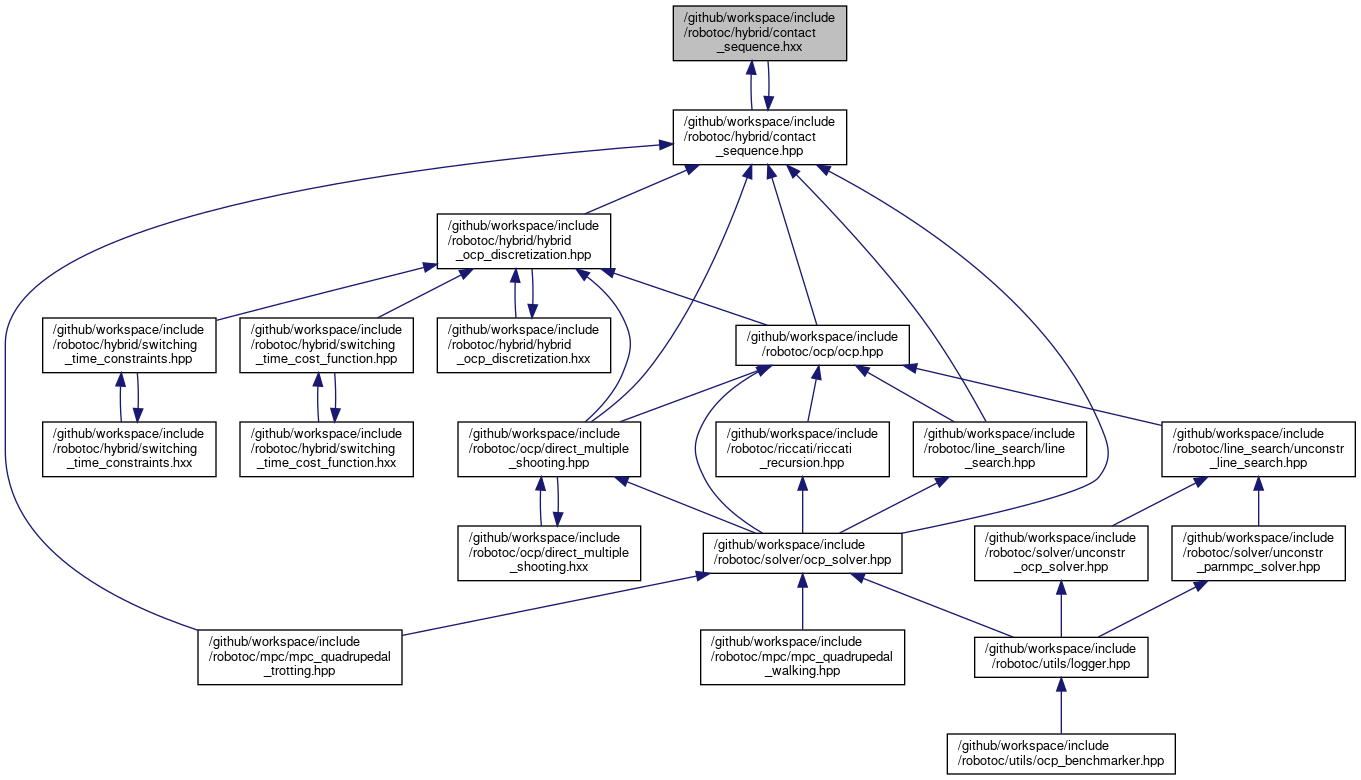 /github/workspace/include
/robotoc/hybrid/contact
_sequence.hxx
/github/workspace/include
/robotoc/hybrid/contact
_sequence.hpp
/github/workspace/include
/robotoc/hybrid/hybrid
_ocp_discretization.hpp
/github/workspace/include
/robotoc/hybrid/switching
_time_constraints.hpp
/github/workspace/include
/robotoc/hybrid/switching
_time_cost_function.hpp
/github/workspace/include
/robotoc/hybrid/hybrid
_ocp_discretization.hxx
/github/workspace/include
/robotoc/ocp/ocp.hpp
/github/workspace/include
/robotoc/hybrid/switching
_time_constraints.hxx
/github/workspace/include
/robotoc/hybrid/switching
_time_cost_function.hxx
/github/workspace/include
/robotoc/ocp/direct_multiple
_shooting.hpp
/github/workspace/include
/robotoc/riccati/riccati
_recursion.hpp
/github/workspace/include
/robotoc/line_search/line
_search.hpp
/github/workspace/include
/robotoc/line_search/unconstr
_line_search.hpp
/github/workspace/include
/robotoc/ocp/direct_multiple
_shooting.hxx
/github/workspace/include
/robotoc/solver/ocp_solver.hpp
/github/workspace/include
/robotoc/solver/unconstr
_ocp_solver.hpp
/github/workspace/include
/robotoc/solver/unconstr
_parnmpc_solver.hpp
/github/workspace/include
/robotoc/mpc/mpc_quadrupedal
_trotting.hpp
/github/workspace/include
/robotoc/mpc/mpc_quadrupedal
_walking.hpp
/github/workspace/include
/robotoc/utils/logger.hpp
/github/workspace/include
/robotoc/utils/ocp_benchmarker.hpp